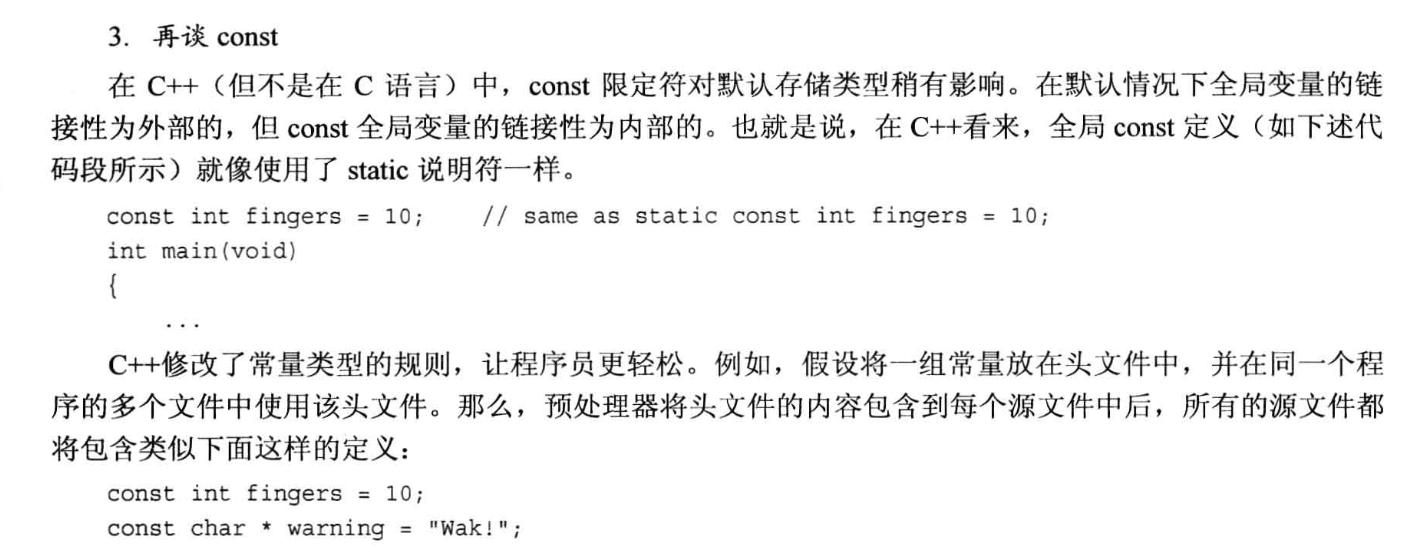 3. 再谈 const
在 C++（但不是在 C 语言）中，const 限定符对默认存储类型稍有影响。在默认情况下全局变量的链
接性为外部的，但 const 全局变量的链接性为内部的。也就是说，在 C++看来，全局 const 定义（如下述代
码段所示）就像使用了 static 说明符一样。
const int fingers = 10;    // same as static const int fingers = 10;
int main(void)
{
...
C++修改了常量类型的规则，让程序员更轻松。例如，假设将一组常量放在头文件中，并在同一个程
序的多个文件中使用该头文件。那么，预处理器将头文件的内容包含到每个源文件中后，所有的源文件都
将包含类似下面这样的定义：
const int fingers = 10;
const char * warning = "Wak!";